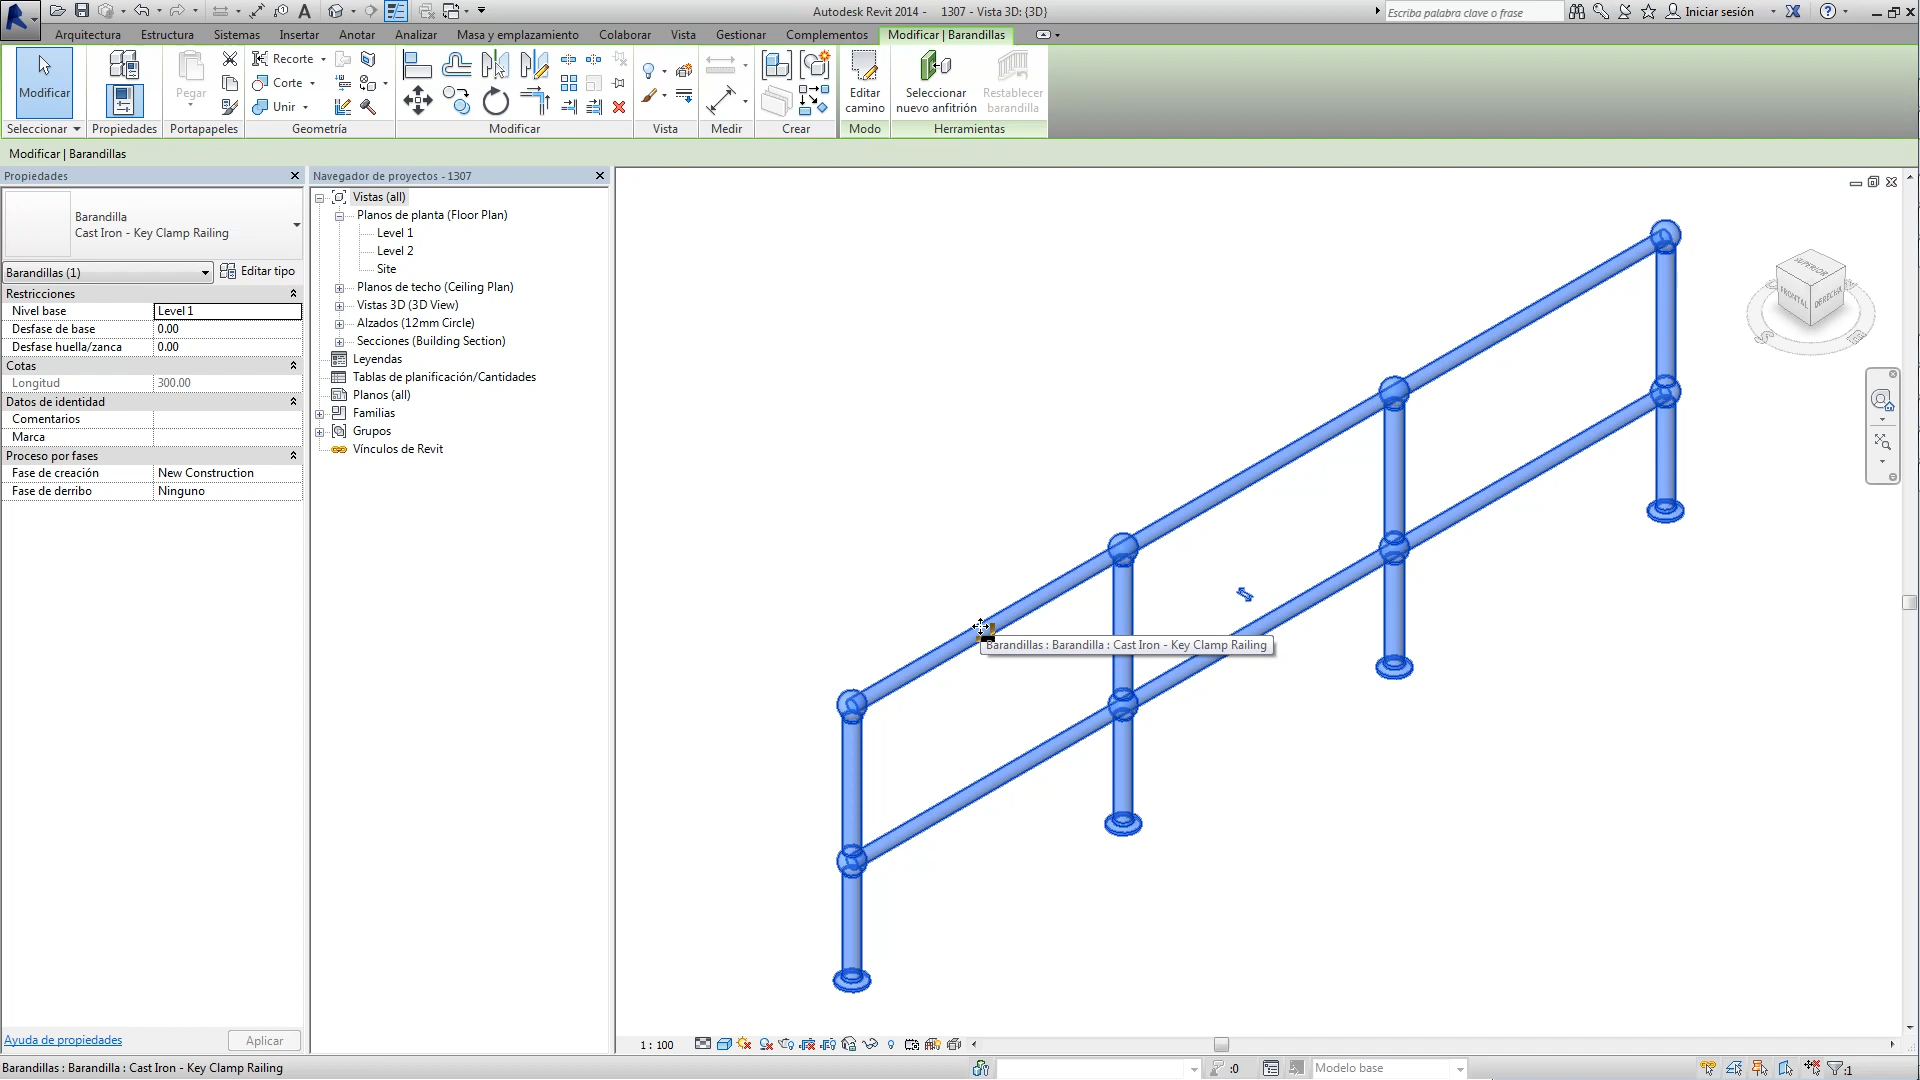 Autodesk Revit 2014 -    1307 - Vista 3D: {3D}
Escriba palabra clave o frase
Iniciar sesión
Arquitectura Estructura Sistemas Insertar Anotar Analizar Masa y emplazamiento Colaborar Vista Gestionar Complementos Modificar | Barandillas
Modificar
Pegar
Recorte
Corte
Unir
Editar camino
Seleccionar nuevo anfitrión
Restablecer barandilla
Seleccionar Propiedades Portapapeles Geometría Modificar Vista Medir Crear Modo Herramientas
Modificar | Barandillas
Propiedades
Barandilla
Cast Iron - Key Clamp Railing
Barandillas (1)
Editar tipo
Restricciones
Nivel base Level 1
Desfase de base 0.00
Desfase huella/zanca 0.00
Cotas
Longitud 300.00
Datos de identidad
Comentarios
Marca
Proceso por fases
Fase de creación New Construction
Fase de derribo Ninguno
Ayuda de propiedades
Aplicar
Navegador de proyectos - 1307
Vistas (all)
Planos de planta (Floor Plan)
Level 1
Level 2
Site
Planos de techo (Ceiling Plan)
Vistas 3D (3D View)
Alzados (12mm Circle)
Secciones (Building Section)
Leyendas
Tablas de planificación/Cantidades
Planos (all)
Familias
Grupos
Vínculos de Revit
SUPERIOR
FRONTAL
DERECHA
S
Barandillas : Barandilla : Cast Iron - Key Clamp Railing
1 : 100
Barandillas : Barandilla : Cast Iron - Key Clamp Railing
:0
Modelo base
:1